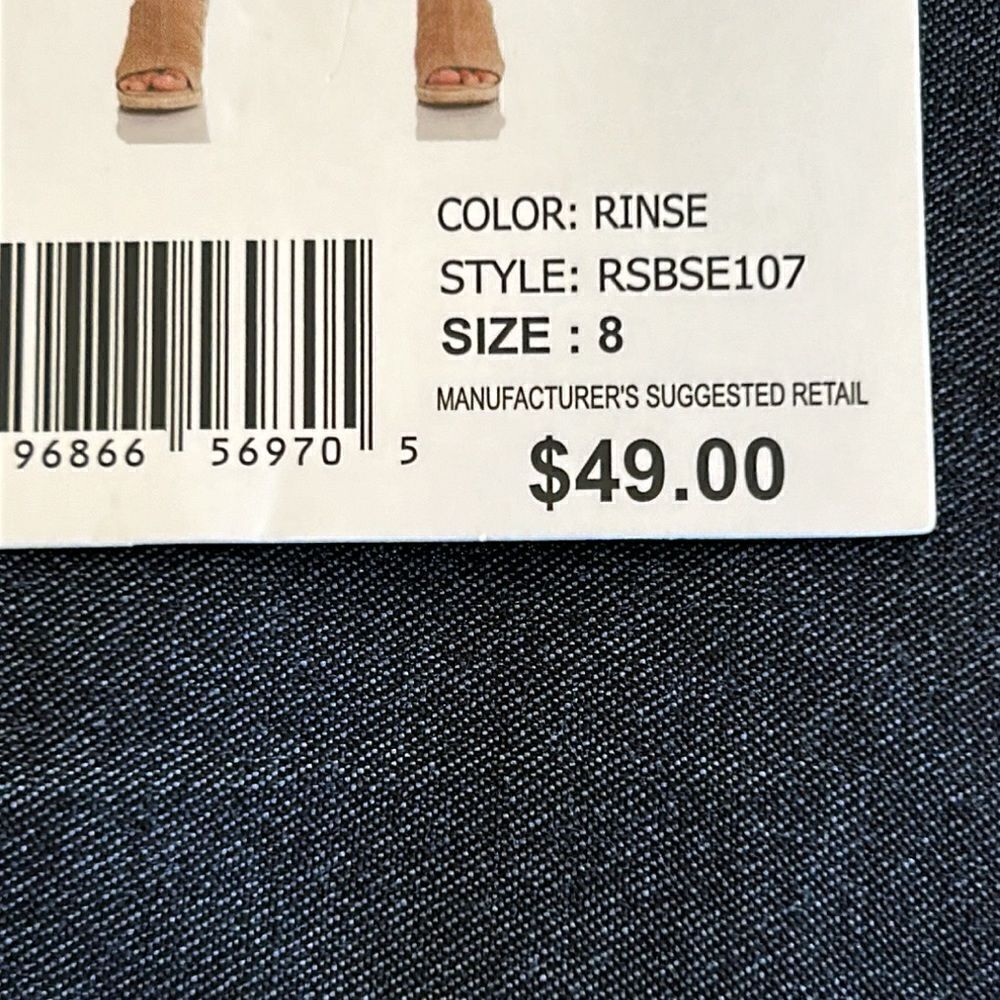 COLOR: RINSE
STYLE: RSBSE107
SIZE : 8
MANUFACTURER'S SUGGESTED RETAIL
$49.00
96866 56970 5